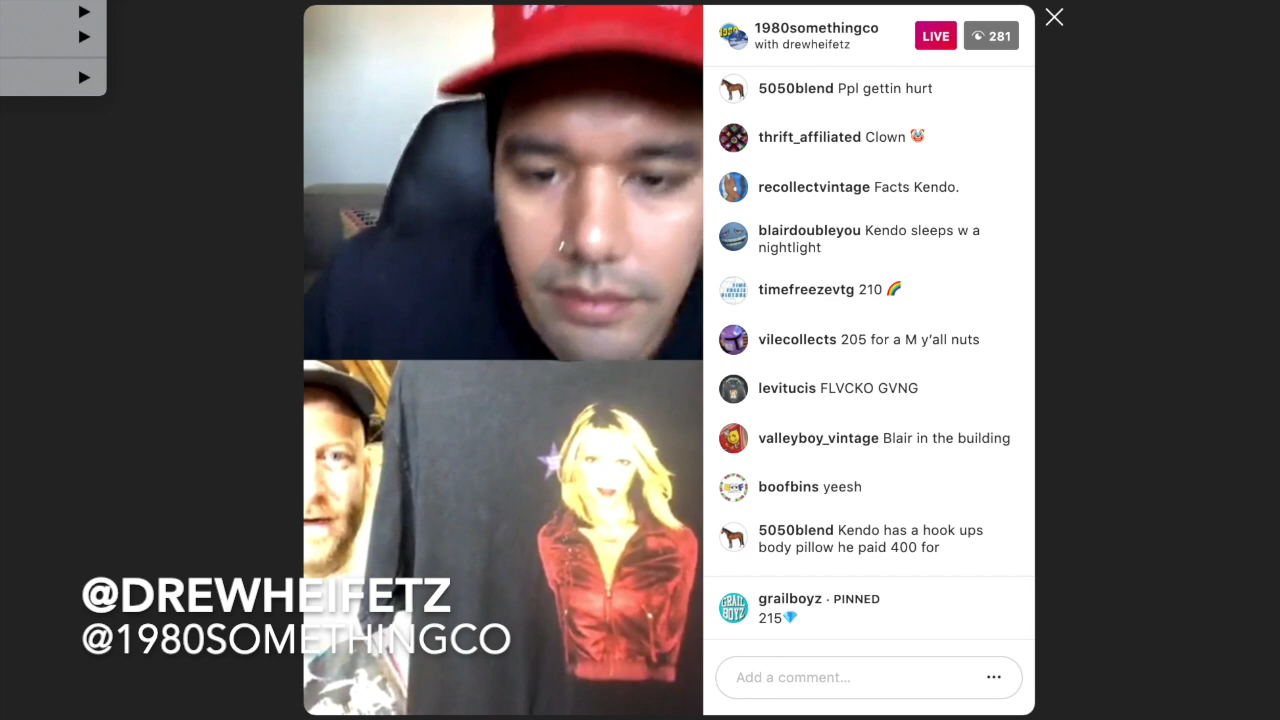 1980somethingco
with drewheifetz
LIVE
281
5050blend Ppl gettin hurt
thrift_affiliated Clown 🤡
recollectvintage Facts Kendo.
blairdoubleyou Kendo sleeps w a
nightlight
timefreezevtg 210 🌈
vilecollects 205 for a M y'all nuts
levitucis FLVCKO GVNG
valleyboy_vintage Blair in the building
boofbins yeesh
5050blend Kendo has a hook ups
body pillow he paid 400 for
grailboyz · PINNED
215💎
Add a comment...
@DREWHEIFETZ
@1980SOMETHINGCO